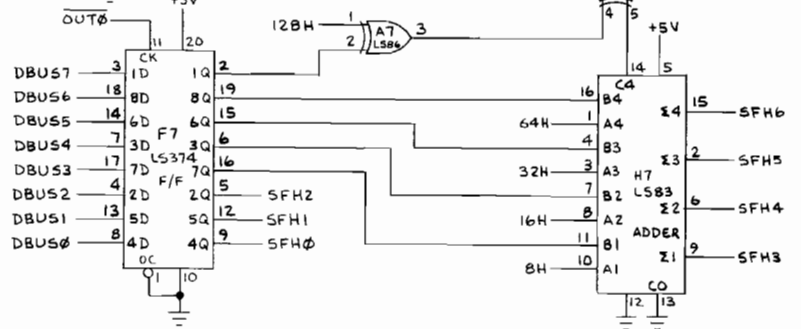 OUTØ
+5V
128H
1
2
A7
LS86
3
4
5
+5V
11
20
CK
DBUS7 3 1D 1Q 2
DBUS6 18 8D 8Q 19
DBUS5 14 6D 6Q 15
DBUS4 7 3D 3Q 6
DBUS3 17 7D 7Q 16
DBUS2 4 2D 2Q 5 SFH2
DBUS1 13 5D 5Q 12 SFH1
DBUSØ 8 4D 4Q 9 SFHØ
F7
LS374
F/F
OC
1
10
14
5
C4
16 B4
64H 1 A4
4 B3
32H 3 A3
7 B2
16H 8 A2
11 B1
8H 10 A1
H7
LS83
ADDER
Σ4 15 SFH6
Σ3 2 SFH5
Σ2 6 SFH4
Σ1 9 SFH3
CO
12
13